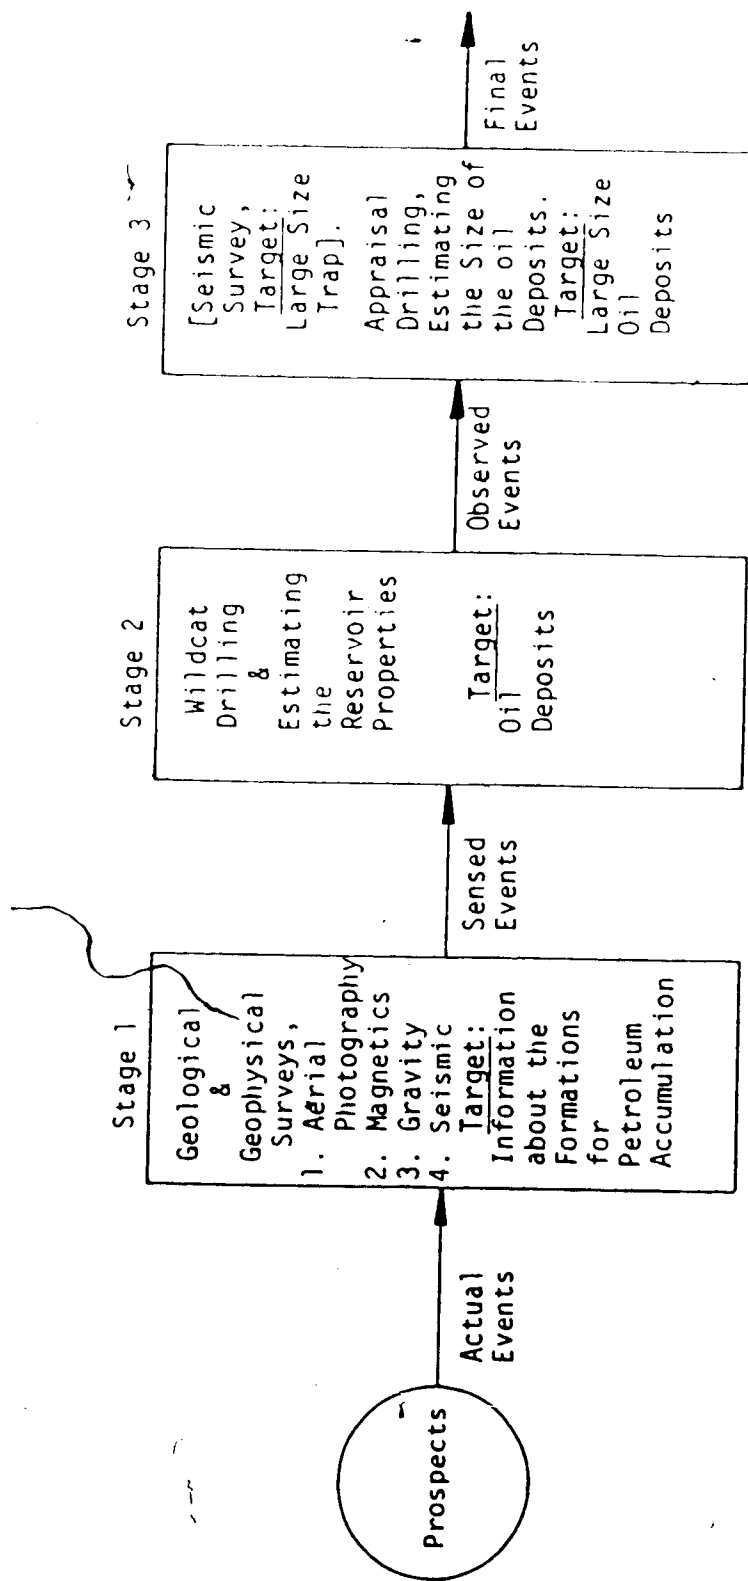 Prospects
Actual
Events
Stage 1
Geological
&
Geophysical
Surveys,
1. Aerial
Photography
2. Magnetics
3. Gravity
4. Seismic
Target:
Information
about the
Formations
for
Petroleum
Accumulation
Sensed
Events
Stage 2
Wildcat
Drilling
&
Estimating
the
Reservoir
Properties
Target:
Oil
Deposits
Observed
Events
Stage 3
[Seismic
Survey,
Target:
Large Size
Trap].
Appraisal
Drilling,
Estimating
the Size of
the oil
Deposits.
Target:
Large Size
Oil
Deposits
Final
Events